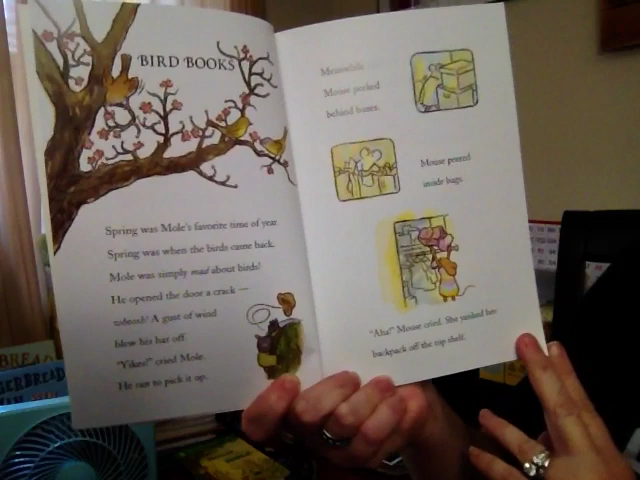 BIRD BOOKS
Spring was Mole's favorite time of year
Spring was when the birds came back.
Mole was simply mad about birds!
He opened the door a crack —
whoosh! A gust of wind
blew his hat off.
"Yikes!" cried Mole.
He ran to pick it up.
Meanwhile
Mouse peeked
behind boxes.
Mouse peered
inside bags.
"Aha!" Mouse cried. She yanked her
backpack off the top shelf.
BREA
GERBREAD